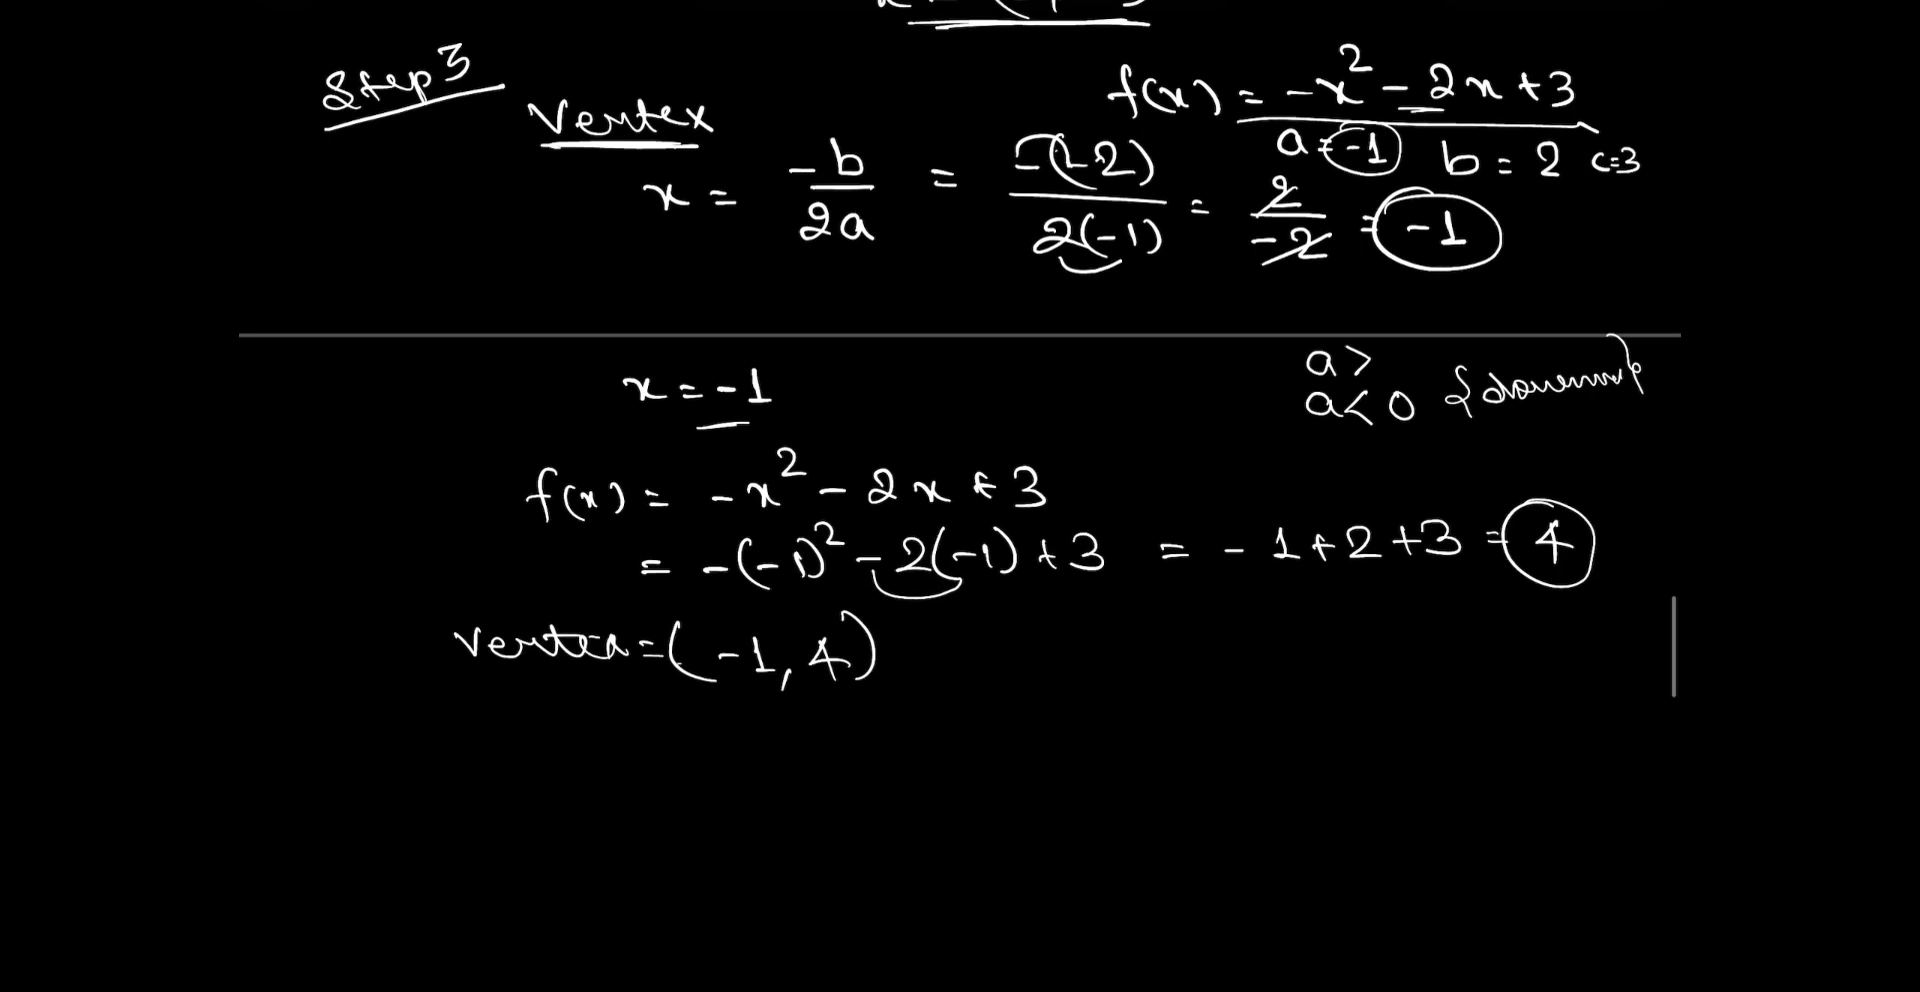 Step 3
Vertex
f(x) = -x² - 2x + 3
a = -1 b = 2 c=3
x = -b/2a = -(-2)/2(-1) = 2/-2 = -1
a >
x = -1
a < 0
f(x) = -x² - 2x + 3
= -(-1)² - 2(-1) + 3 = -1 + 2 + 3 = 4
vertex = (-1, 4)